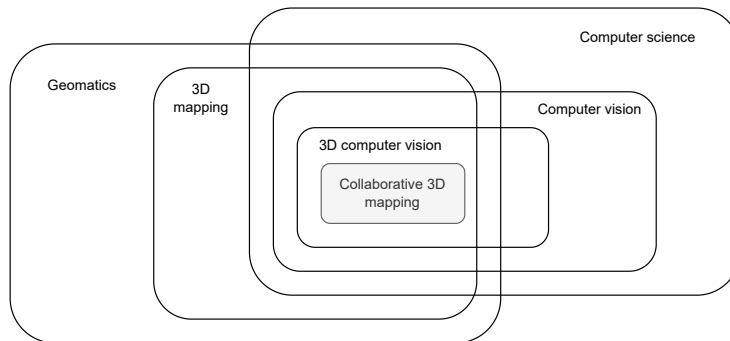 Computer science
Geomatics
3D
mapping
Computer vision
3D computer vision
Collaborative 3D
mapping